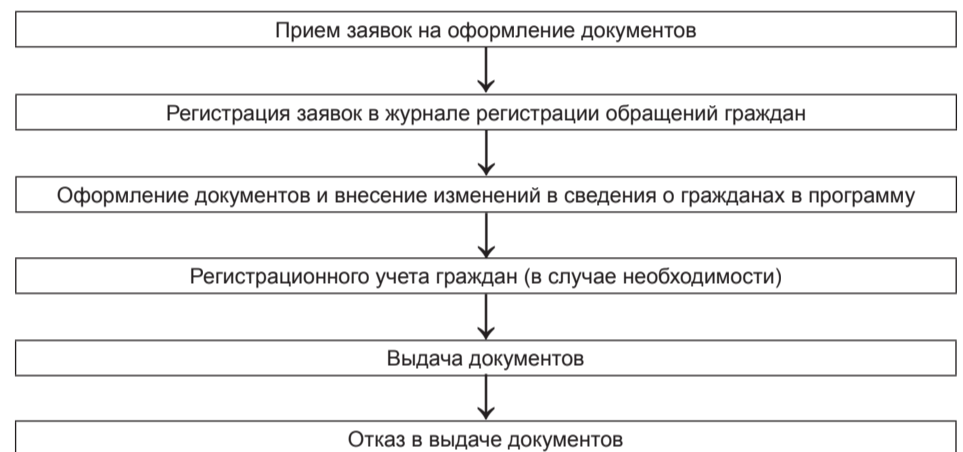 Прием заявок на оформление документов
Регистрация заявок в журнале регистрации обращений граждан
Оформление документов и внесение изменений в сведения о гражданах в программу
Регистрационного учета граждан (в случае необходимости)
Выдача документов
Отказ в выдаче документов